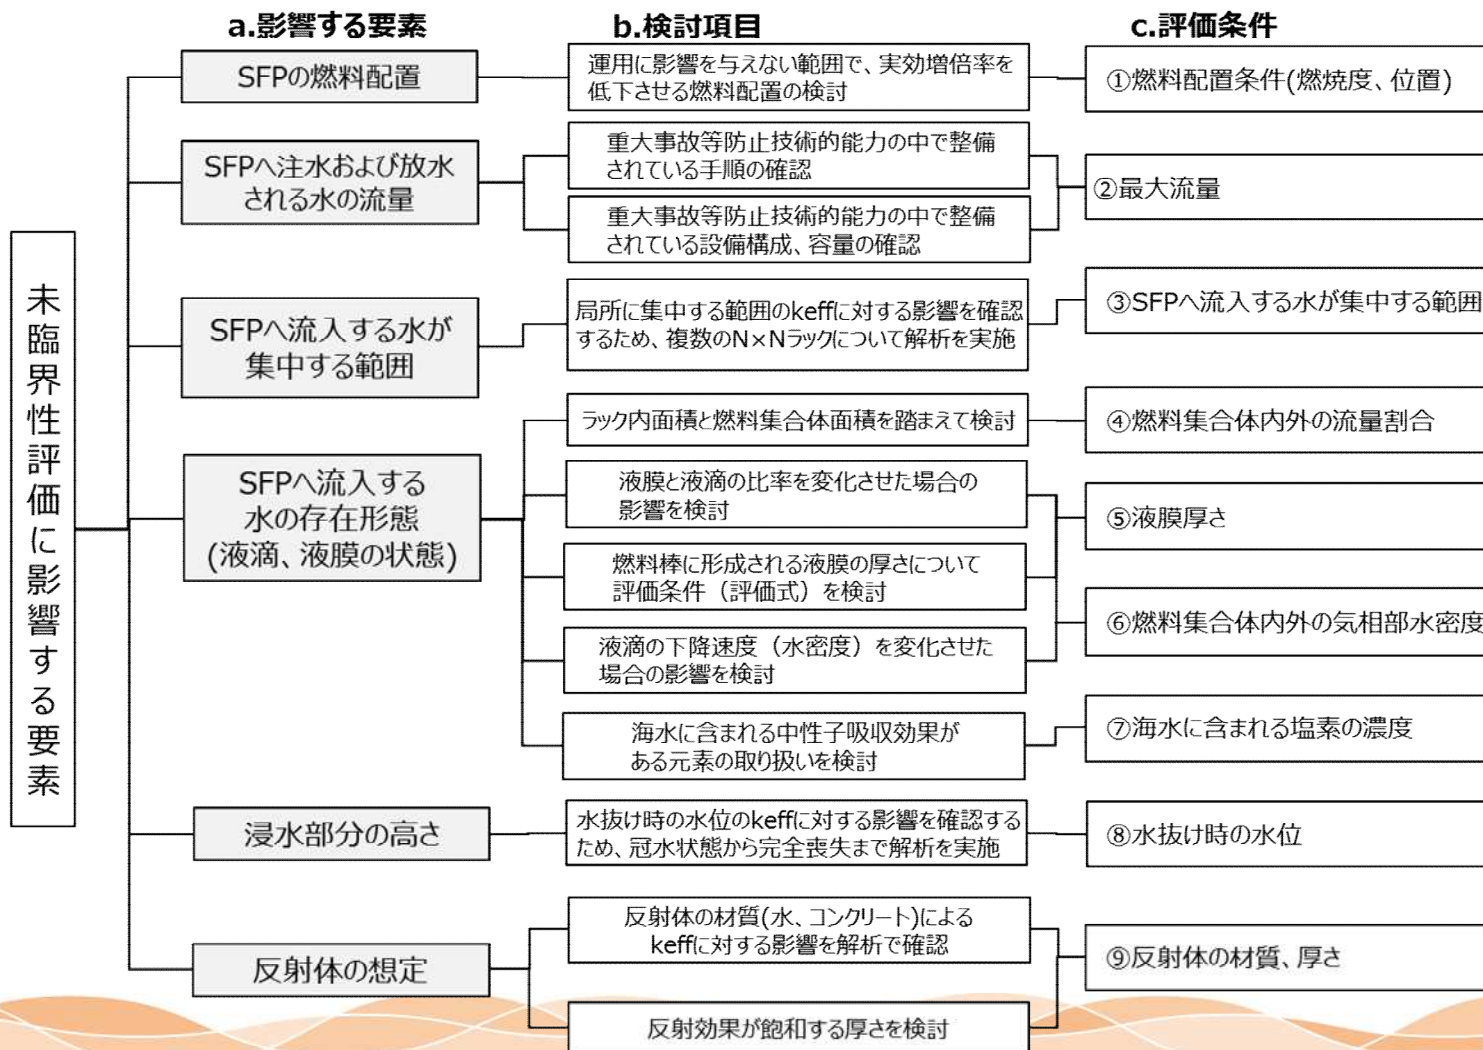 a.影響する要素
b.検討項目
c.評価条件
未臨界性評価に影響する要素
SFPの燃料配置
運用に影響を与えない範囲で、実効増倍率を
低下させる燃料配置の検討
①燃料配置条件(燃焼度、位置)
SFPへ注水および放水
される水の流量
重大事故等防止技術的能力の中で整備
されている手順の確認
重大事故等防止技術的能力の中で整備
されている設備構成、容量の確認
②最大流量
SFPへ流入する水が
集中する範囲
局所に集中する範囲のkeffに対する影響を確認
するため、複数のN×Nラックについて解析を実施
③SFPへ流入する水が集中する範囲
SFPへ流入する
水の存在形態
(液滴、液膜の状態)
ラック内面積と燃料集合体面積を踏まえて検討
④燃料集合体内外の流量割合
液膜と液滴の比率を変化させた場合の
影響を検討
燃料棒に形成される液膜の厚さについて
評価条件（評価式）を検討
⑤液膜厚さ
液滴の下降速度（水密度）を変化させた
場合の影響を検討
⑥燃料集合体内外の気相部水密度
海水に含まれる中性子吸収効果が
ある元素の取り扱いを検討
⑦海水に含まれる塩素の濃度
浸水部分の高さ
水抜け時の水位のkeffに対する影響を確認する
ため、冠水状態から完全喪失まで解析を実施
⑧水抜け時の水位
反射体の想定
反射体の材質(水、コンクリート)による
keffに対する影響を解析で確認
反射効果が飽和する厚さを検討
⑨反射体の材質、厚さ